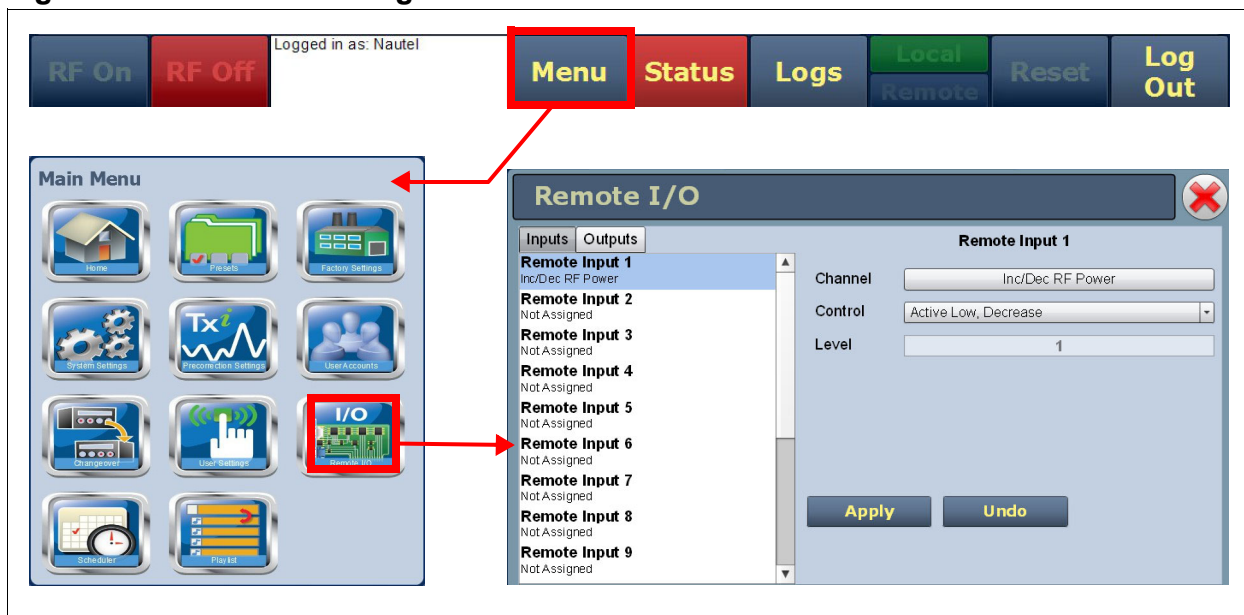 RF On
RF Off
Logged in as: Nautel
Menu
Status
Logs
Local
Remote
Reset
Log
Out
Main Menu
Home
Presets
Factory Settings
System Settings
Txi
Precorrection Settings
User Accounts
Changeover
User Settings
I/O
Remote I/O
Scheduler
Playlist
Remote I/O
Inputs
Outputs
Remote Input 1
Inc/Dec RF Power
Remote Input 2
Not Assigned
Remote Input 3
Not Assigned
Remote Input 4
Not Assigned
Remote Input 5
Not Assigned
Remote Input 6
Not Assigned
Remote Input 7
Not Assigned
Remote Input 8
Not Assigned
Remote Input 9
Not Assigned
Remote Input 1
Channel Inc/Dec RF Power
Control Active Low, Decrease
Level 1
Apply
Undo